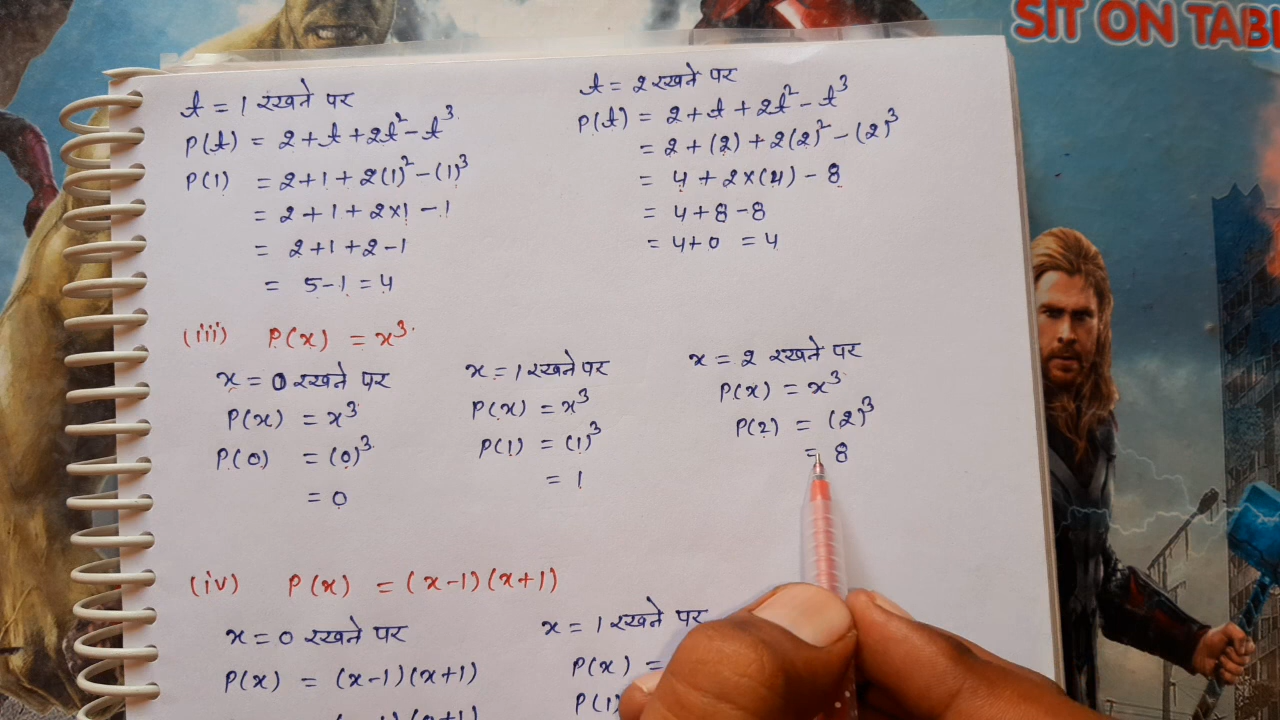 SIT ON TABL
t = 1 रखने पर
P(t) = 2+t+2t²-t³
P(1) = 2+1+2(1)²-(1)³
= 2+1+2×1-1
= 2+1+2-1
= 5-1 = 4
t = 2 रखने पर
P(t) = 2+t+2t²-t³
= 2+(2)+2(2)²-(2)³
= 4+2×(4)-8
= 4+8-8
= 4+0 = 4
(iii) P(x) = x³
x = 0 रखने पर
P(x) = x³
P(0) = (0)³
= 0
x = 1 रखने पर
P(x) = x³
P(1) = (1)³
= 1
x = 2 रखने पर
P(x) = x³
P(2) = (2)³
= 8
(iv) P(x) = (x-1)(x+1)
x = 0 रखने पर
P(x) = (x-1)(x+1)
x = 1 रखने पर
P(x) =
P(1)